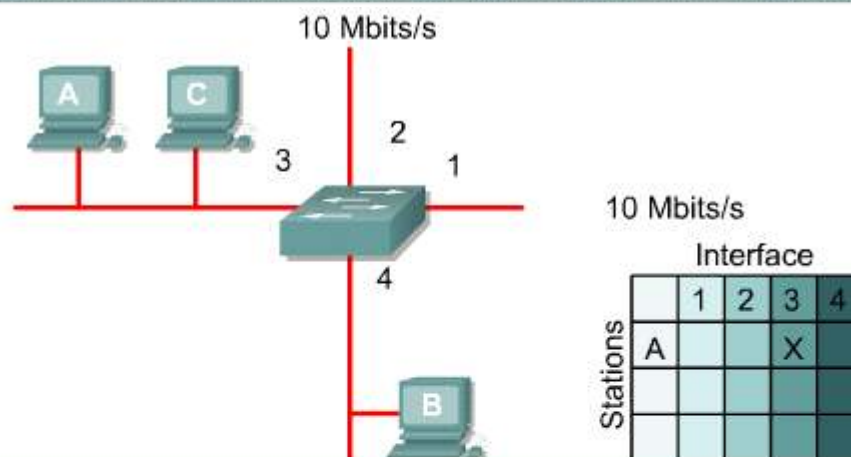 10 Mbits/s
A
C
2
3
1
4
B
10 Mbits/s
Interface
1 2 3 4
Stations
A X